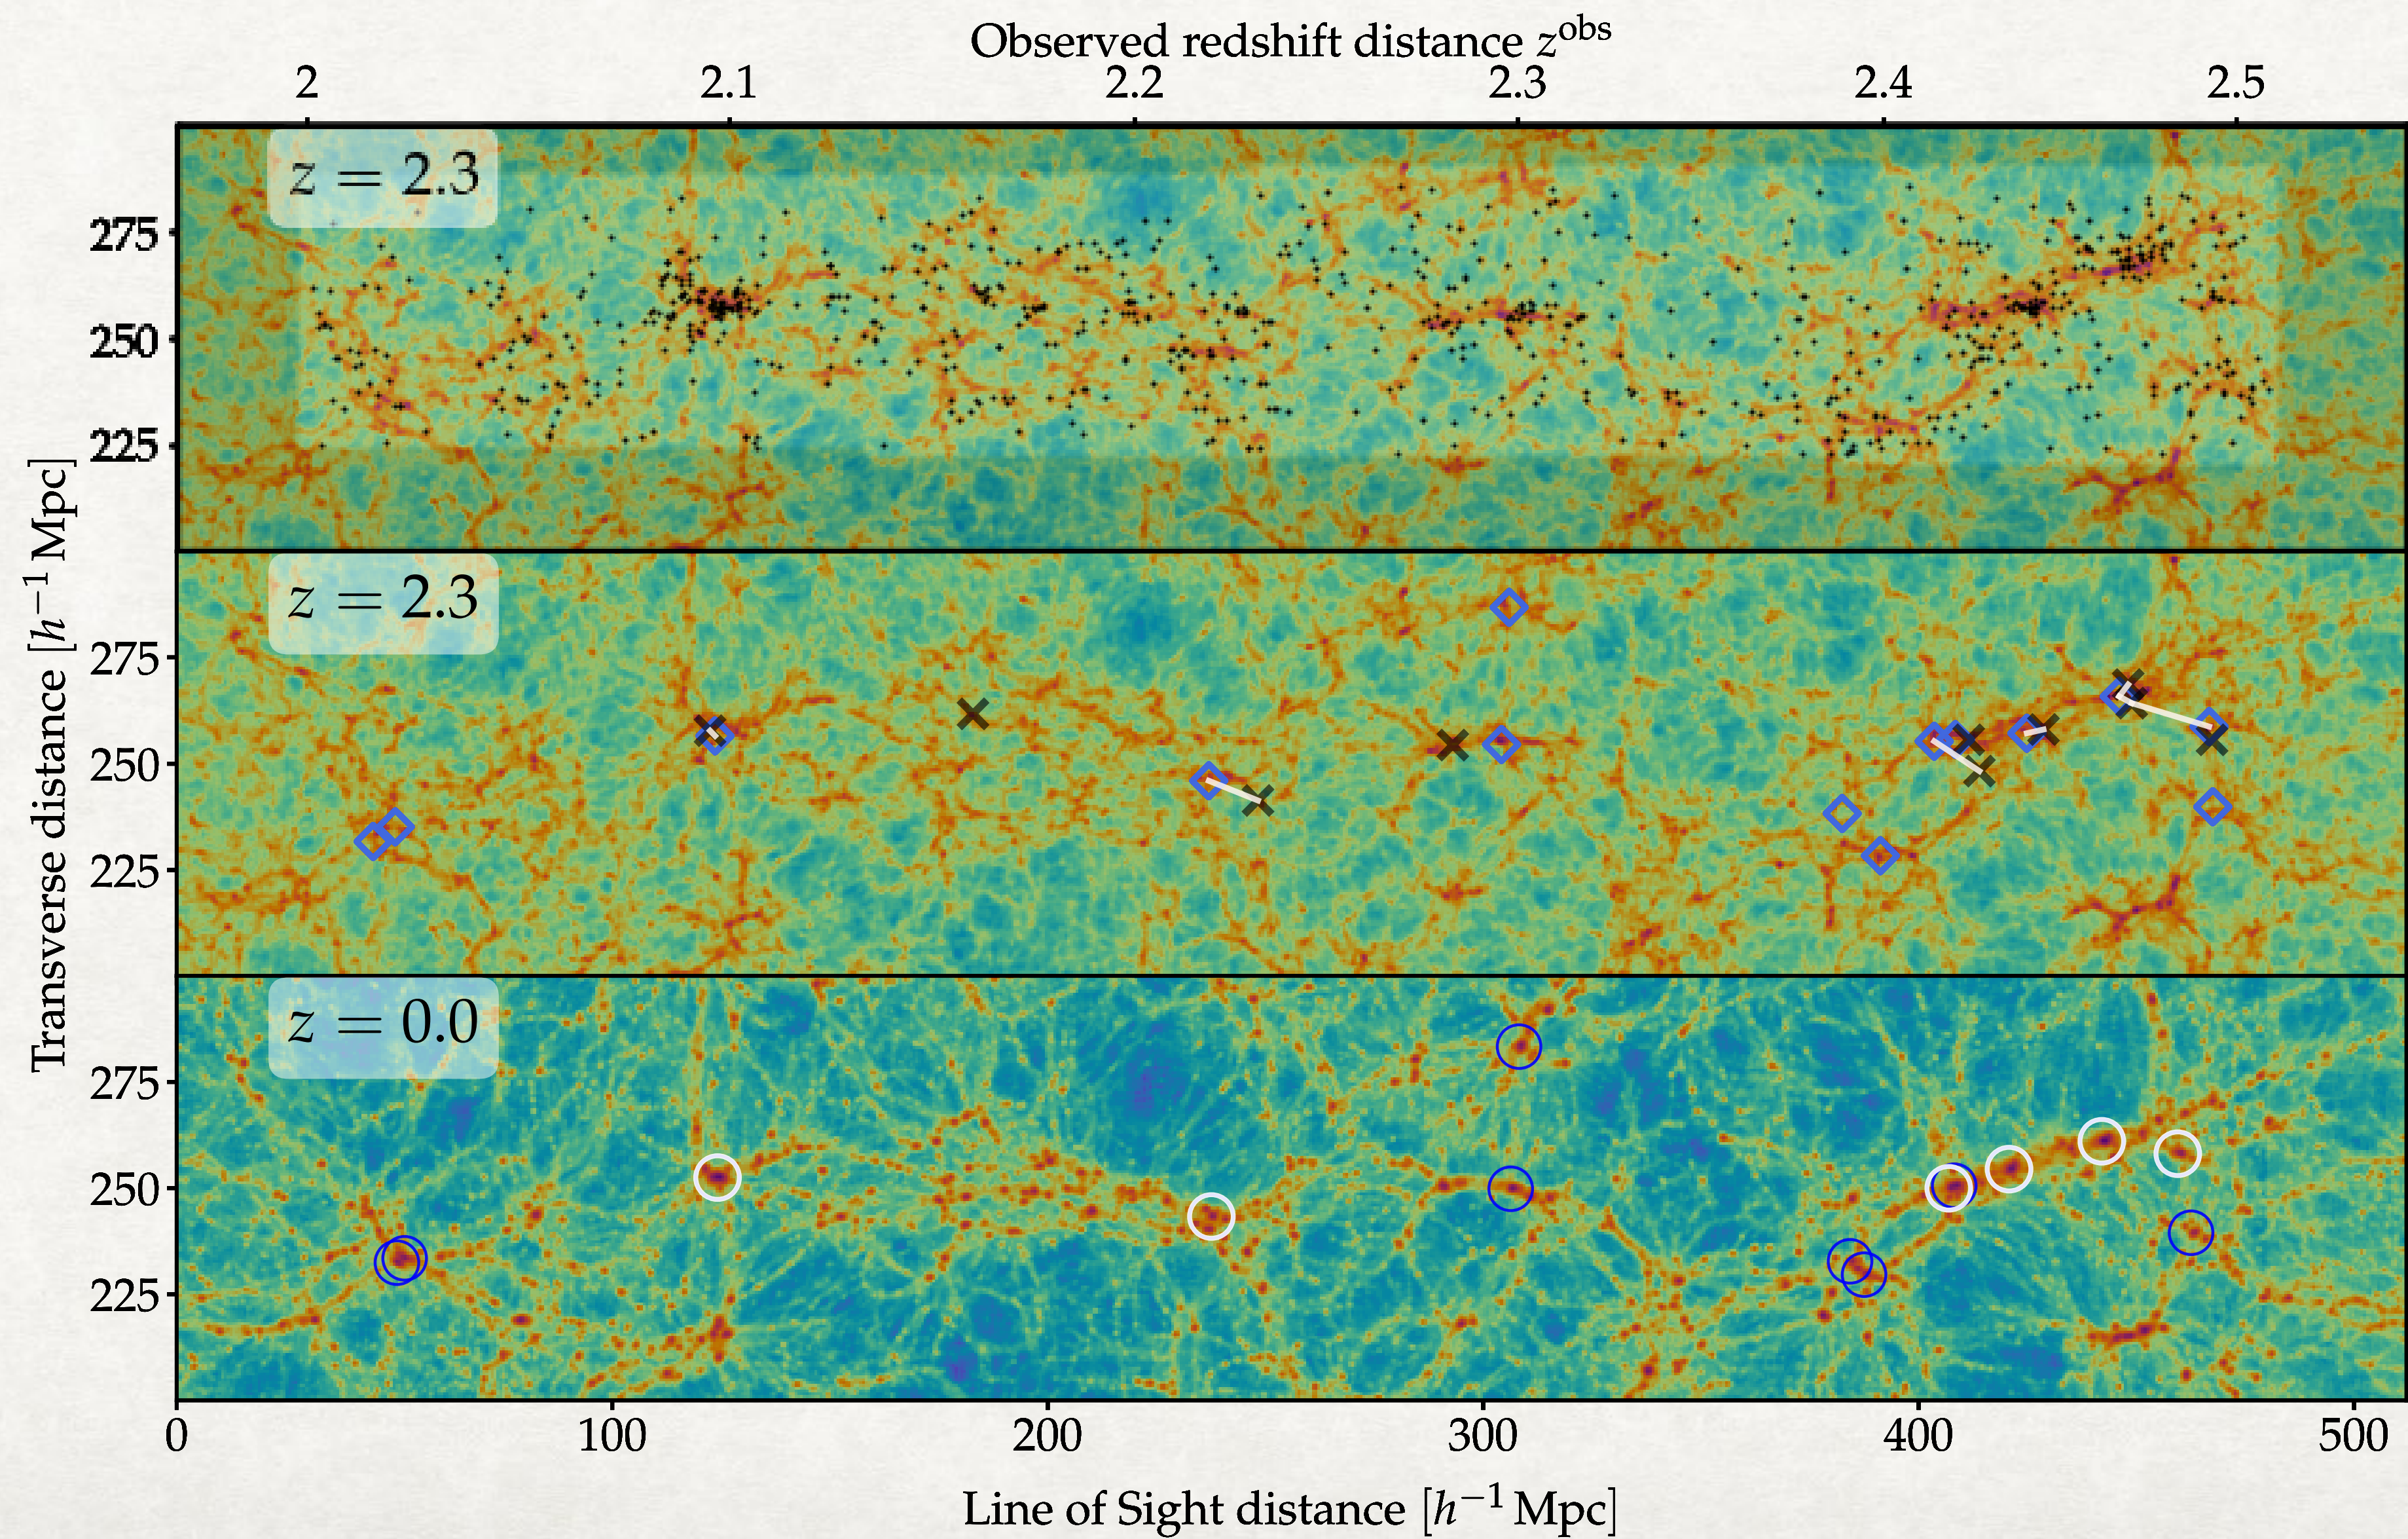 Observed redshift distance z^obs
2 2.1 2.2 2.3 2.4 2.5
z = 2.3
275
250
225
z = 2.3
275
250
225
z = 0.0
275
250
225
Transverse distance [h⁻¹ Mpc]
0 100 200 300 400 500
Line of Sight distance [h⁻¹ Mpc]